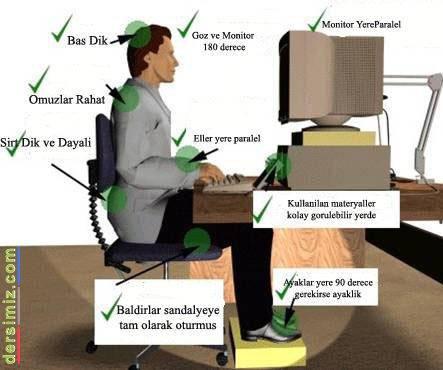 Bas Dik
Goz ve Monitor
180 derece
Monitor YereParalel
Omuzlar Rahat
Sirt Dik ve Dayali
Eller yere paralel
Kullanilan materyaller
kolay gorulebilir yerde
Ayaklar yere 90 derece
gerekirse ayaklik
Baldirlar sandalyeye
tam olarak oturmus
dersimiz.com